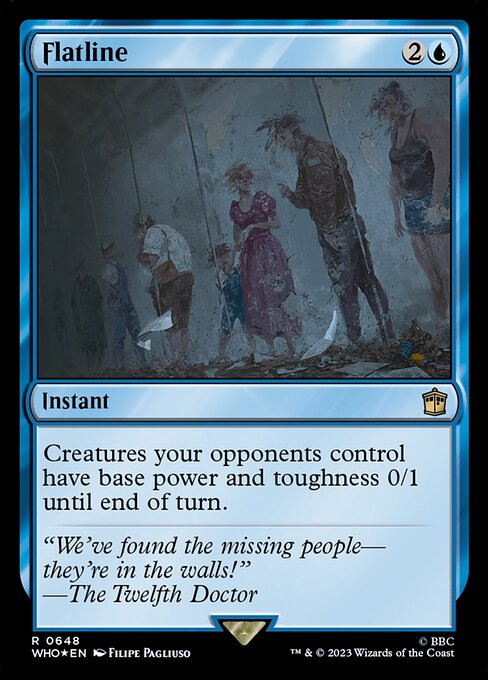 Flatline 2
Instant
Creatures your opponents control
have base power and toughness 0/1
until end of turn.
“We’ve found the missing people—
they’re in the walls!”
—The Twelfth Doctor
R 0648
WHO★EN Filipe Pagliuso
© BBC
™ & © 2023 Wizards of the Coast